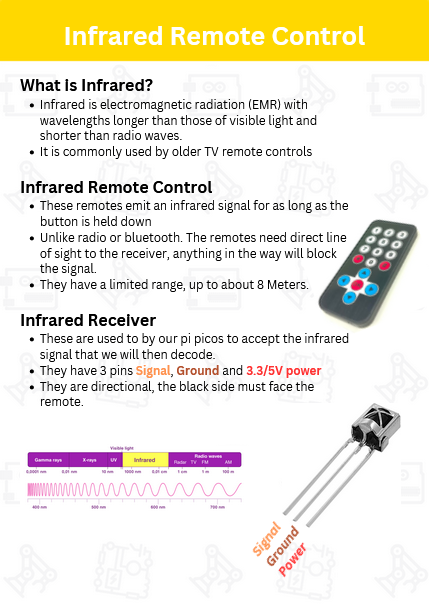 Infrared Remote Control
What is Infrared?
• Infrared is electromagnetic radiation (EMR) with
wavelengths longer than those of visible light and
shorter than radio waves.
• It is commonly used by older TV remote controls
Infrared Remote Control
• These remotes emit an infrared signal for as long as the
button is held down
• Unlike radio or bluetooth. The remotes need direct line
of sight to the receiver, anything in the way will block
the signal.
• They have a limited range, up to about 8 Meters.
Infrared Receiver
• These are used to by our pi picos to accept the infrared
signal that we will then decode.
• They have 3 pins Signal, Ground and 3.3/5V power
• They are directional, the black side must face the
remote.
Visible light
Gamma rays X-rays UV Infrared Radio waves
Radar TV FM AM
0.0001 nm 0.01 nm 10 nm 1000 nm 0.01 cm 1 cm 1 m 100 m
400 nm 500 nm 600 nm 700 nm
Signal
Ground
Power